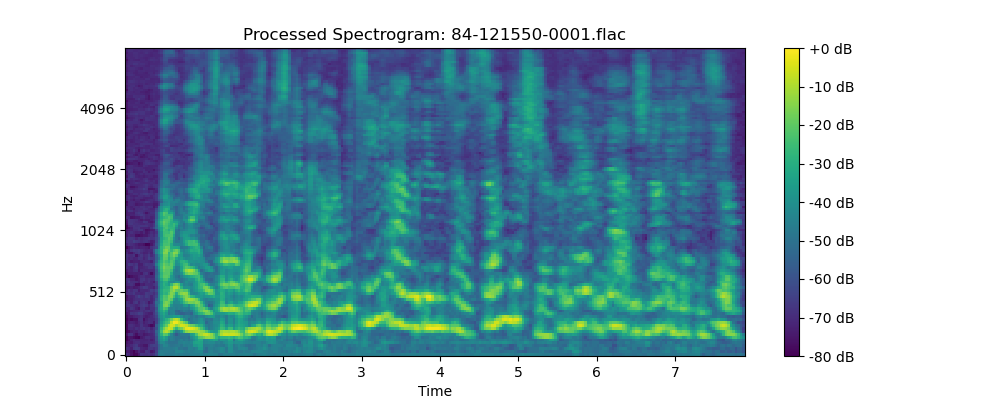 Processed Spectrogram: 84-121550-0001.flac
Hz
4096
2048
1024
512
0
0 1 2 3 4 5 6 7
Time
+0 dB
-10 dB
-20 dB
-30 dB
-40 dB
-50 dB
-60 dB
-70 dB
-80 dB